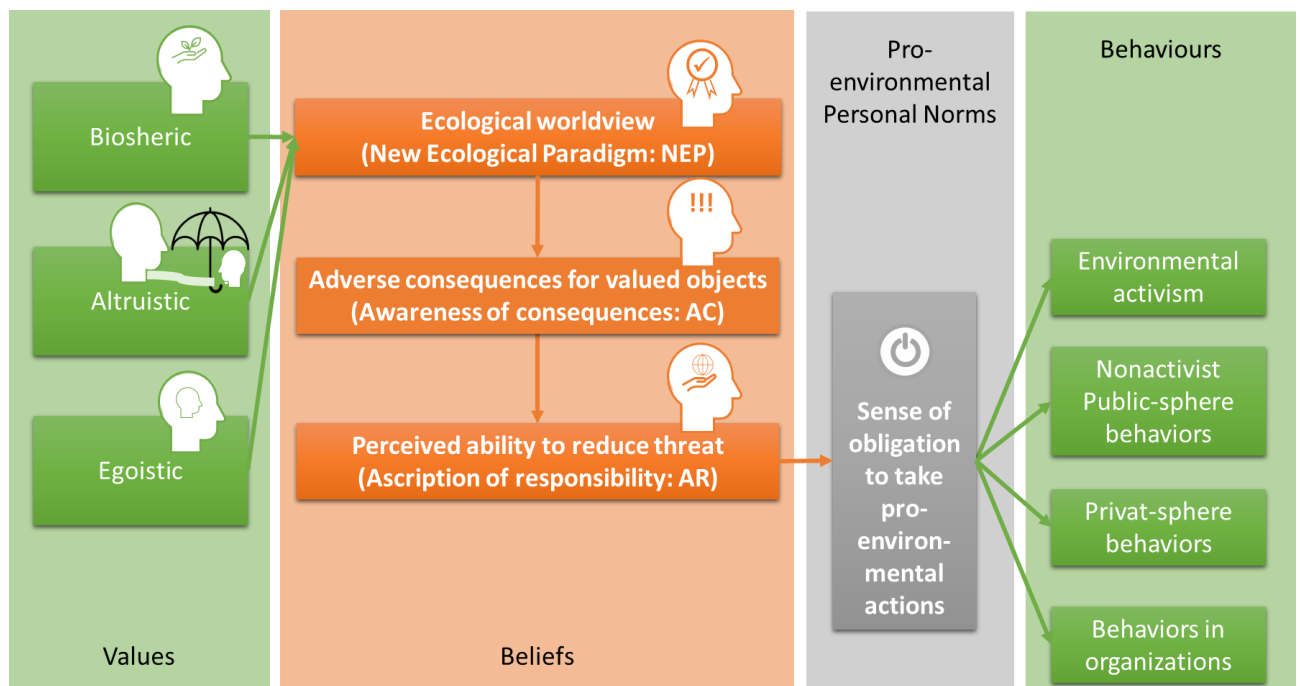 Biosheric
Altruistic
Egoistic
Values
Ecological worldview
(New Ecological Paradigm: NEP)
!!!
Adverse consequences for valued objects
(Awareness of consequences: AC)
Perceived ability to reduce threat
(Ascription of responsibility: AR)
Beliefs
Pro-
environmental
Personal Norms
Sense of
obligation
to take
pro-
environ-
mental
actions
Behaviours
Environmental
activism
Nonactivist
Public-sphere
behaviors
Privat-sphere
behaviors
Behaviors in
organizations